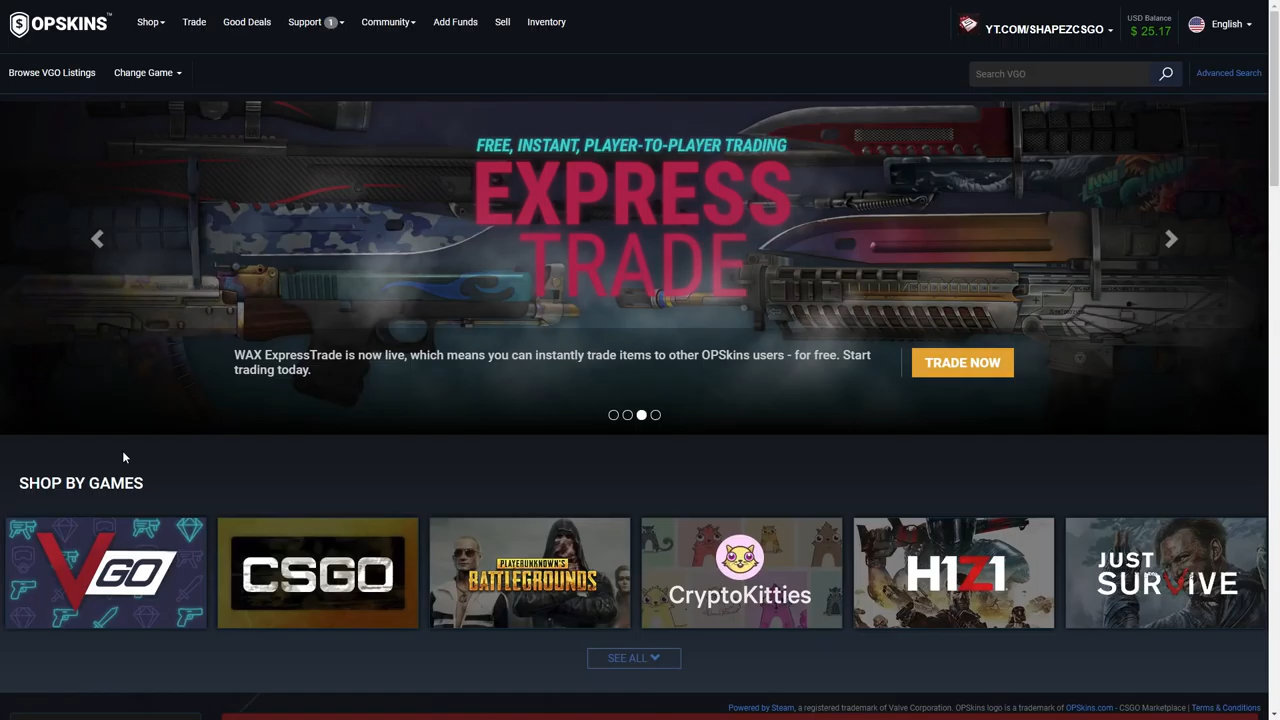 OPSKINS™
Shop
Trade
Good Deals
Support 1
Community
Add Funds
Sell
Inventory
YT.COM/SHAPEZCSGO
USD Balance
$ 25.17
English
Browse VGO Listings
Change Game
Search VGO
Advanced Search
FREE, INSTANT, PLAYER-TO-PLAYER TRADING
EXPRESS
TRADE
WAX ExpressTrade is now live, which means you can instantly trade items to other OPSkins users - for free. Start
trading today.
TRADE NOW
SHOP BY GAMES
VGO
CSGO
PLAYERUNKNOWN'S
BATTLEGROUNDS
CryptoKitties
H1Z1
JUST
SURVIVE
SEE ALL
Powered by Steam, a registered trademark of Valve Corporation. OPSkins logo is a trademark of OPSkins.com - CSGO Marketplace | Terms & Conditions